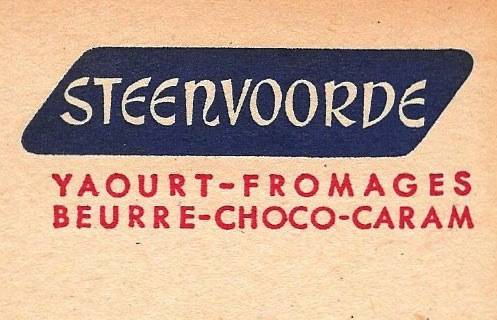 STEENVOORDE
YAOURT-FROMAGES
BEURRE-CHOCO-CARAM